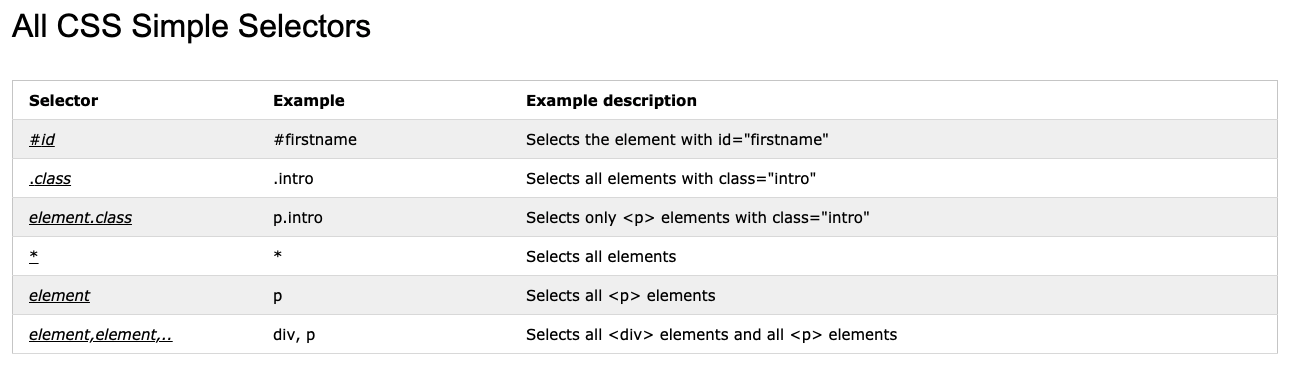 All CSS Simple Selectors
Selector Example Example description
#id #firstname Selects the element with id="firstname"
.class .intro Selects all elements with class="intro"
element.class p.intro Selects only <p> elements with class="intro"
* * Selects all elements
element p Selects all <p> elements
element,element,.. div, p Selects all <div> elements and all <p> elements